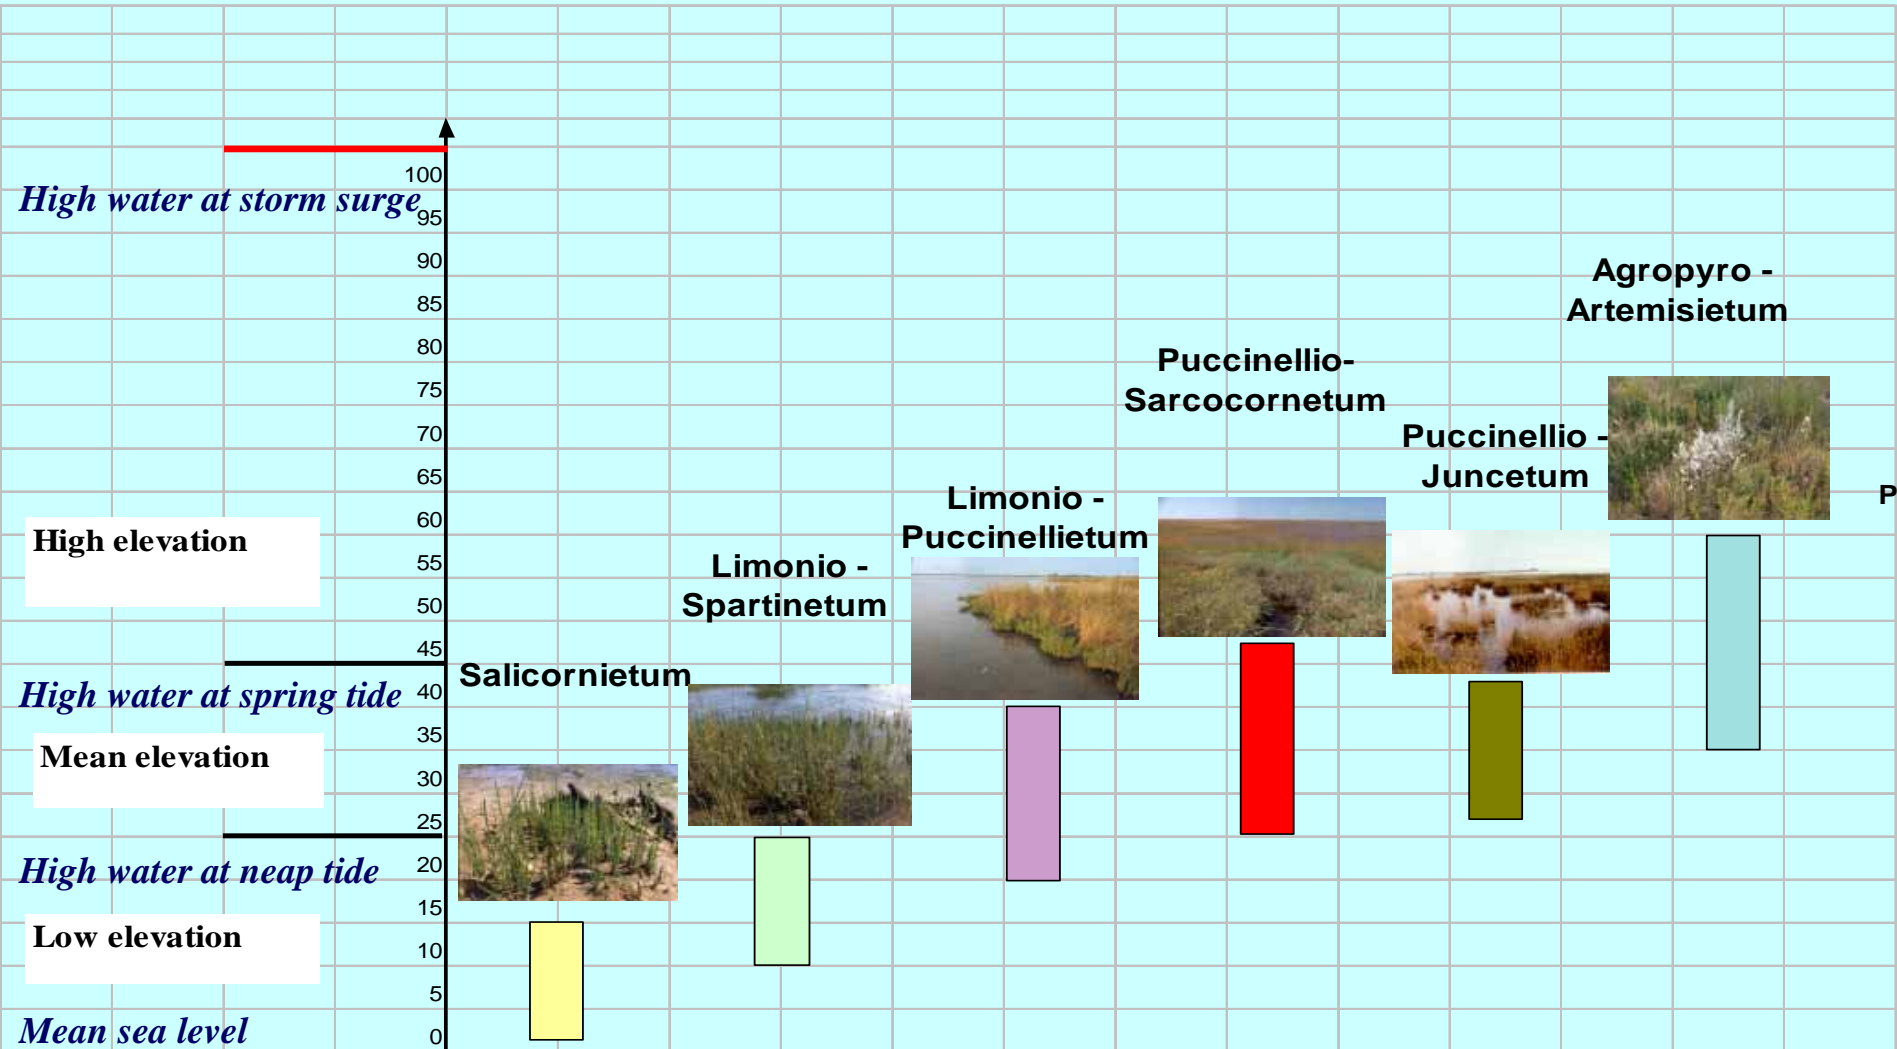 100
High water at storm surge
95
90
Agropyro -
Artemisietum
85
80
Puccinellio-
Sarcocornetum
75
70
Puccinellio -
Juncetum
65
Limonio -
Puccinellietum
P
60
High elevation
55
Limonio -
Spartinetum
50
45
Salicornietum
High water at spring tide
40
35
Mean elevation
30
25
High water at neap tide
20
15
Low elevation
10
5
Mean sea level
0